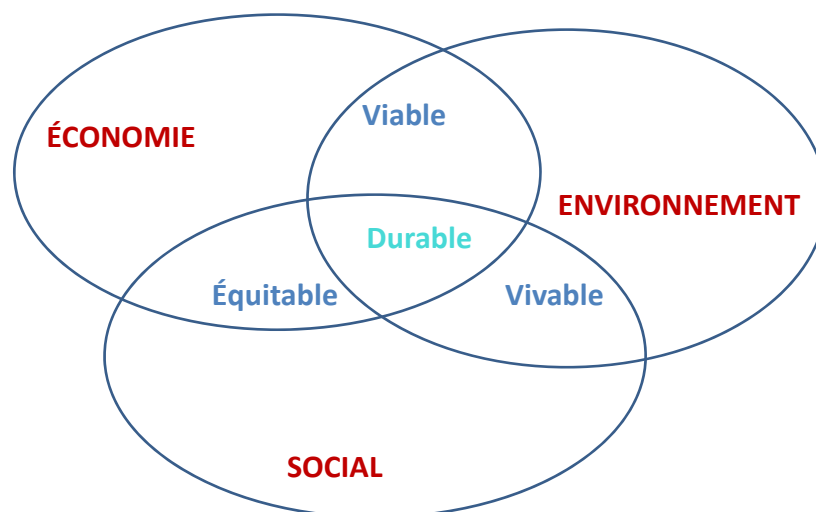 Viable
ÉCONOMIE
ENVIRONNEMENT
Durable
Équitable
Vivable
SOCIAL